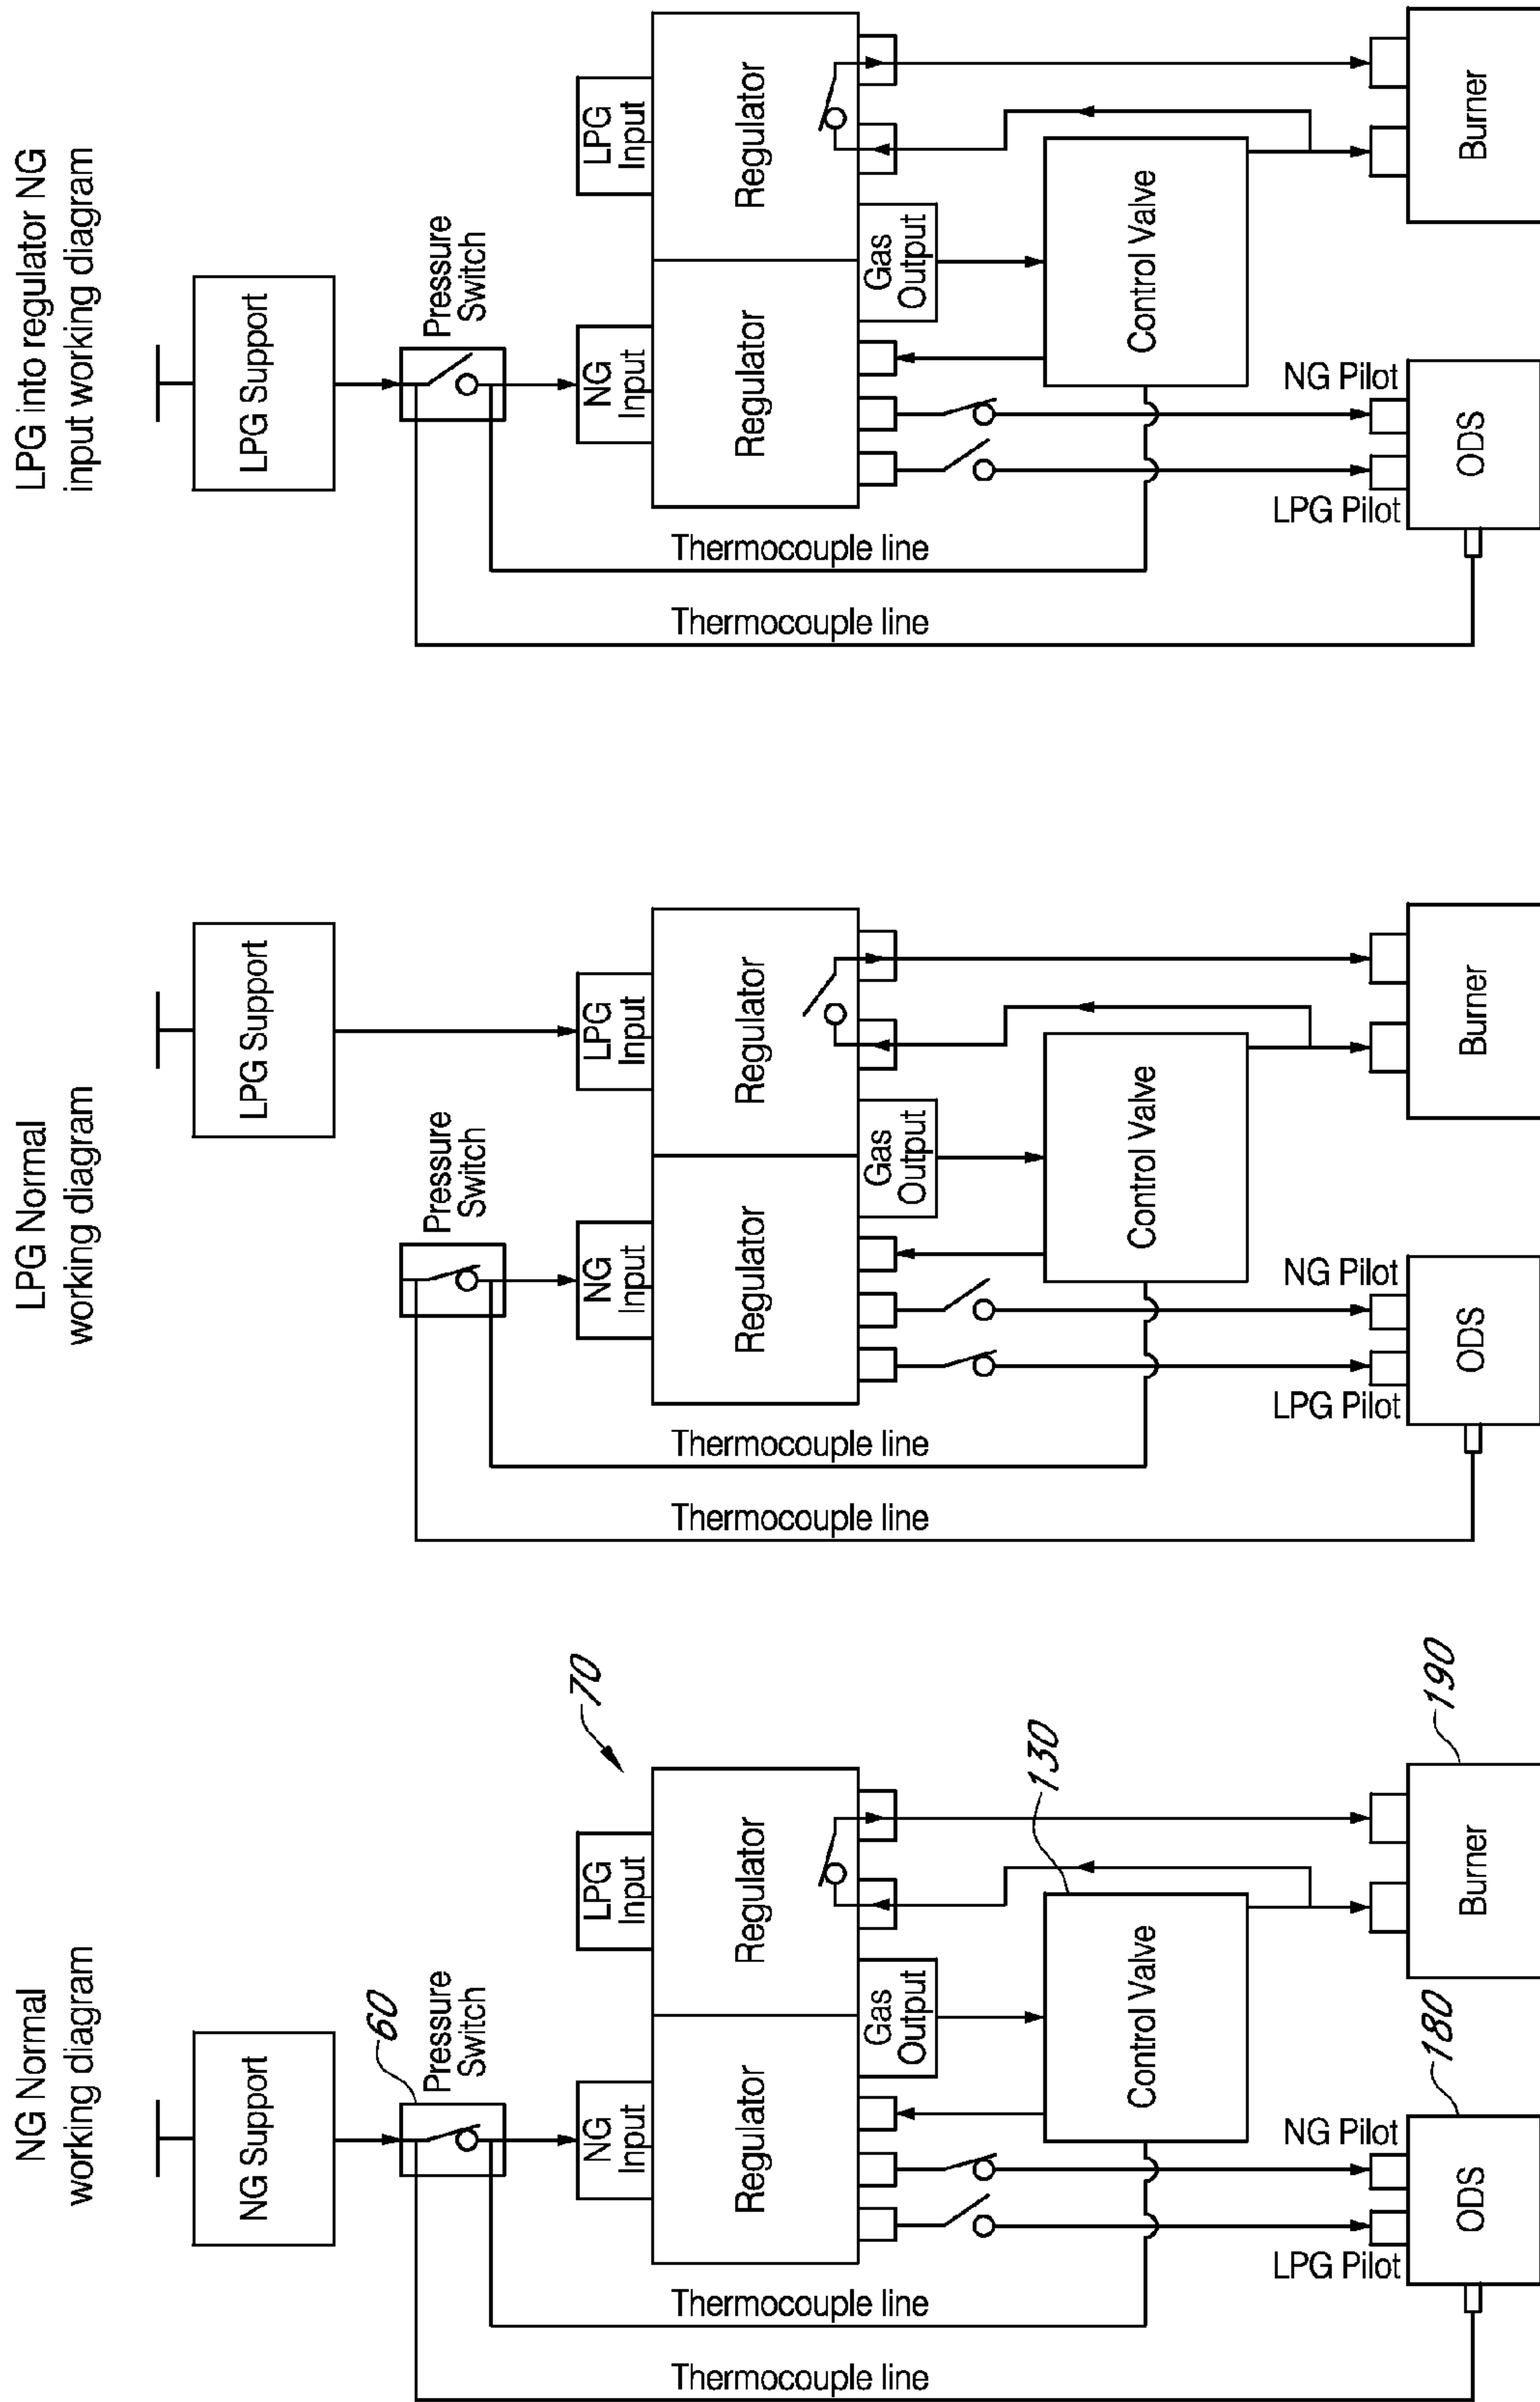 NG Normal
working diagram
NG Support
60
Pressure
Switch
NG
Input
LPG
Input
70
Regulator
Regulator
Gas
Output
130
Control Valve
Thermocouple line
Thermocouple line
LPG Pilot
NG Pilot
ODS
180
Burner
190
LPG Normal
working diagram
LPG Support
Pressure
Switch
NG
Input
LPG
Input
Regulator
Regulator
Gas
Output
Control Valve
Thermocouple line
Thermocouple line
LPG Pilot
NG Pilot
ODS
Burner
LPG into regulator NG
input working diagram
LPG Support
Pressure
Switch
NG
Input
LPG
Input
Regulator
Regulator
Gas
Output
Control Valve
Thermocouple line
Thermocouple line
LPG Pilot
NG Pilot
ODS
Burner